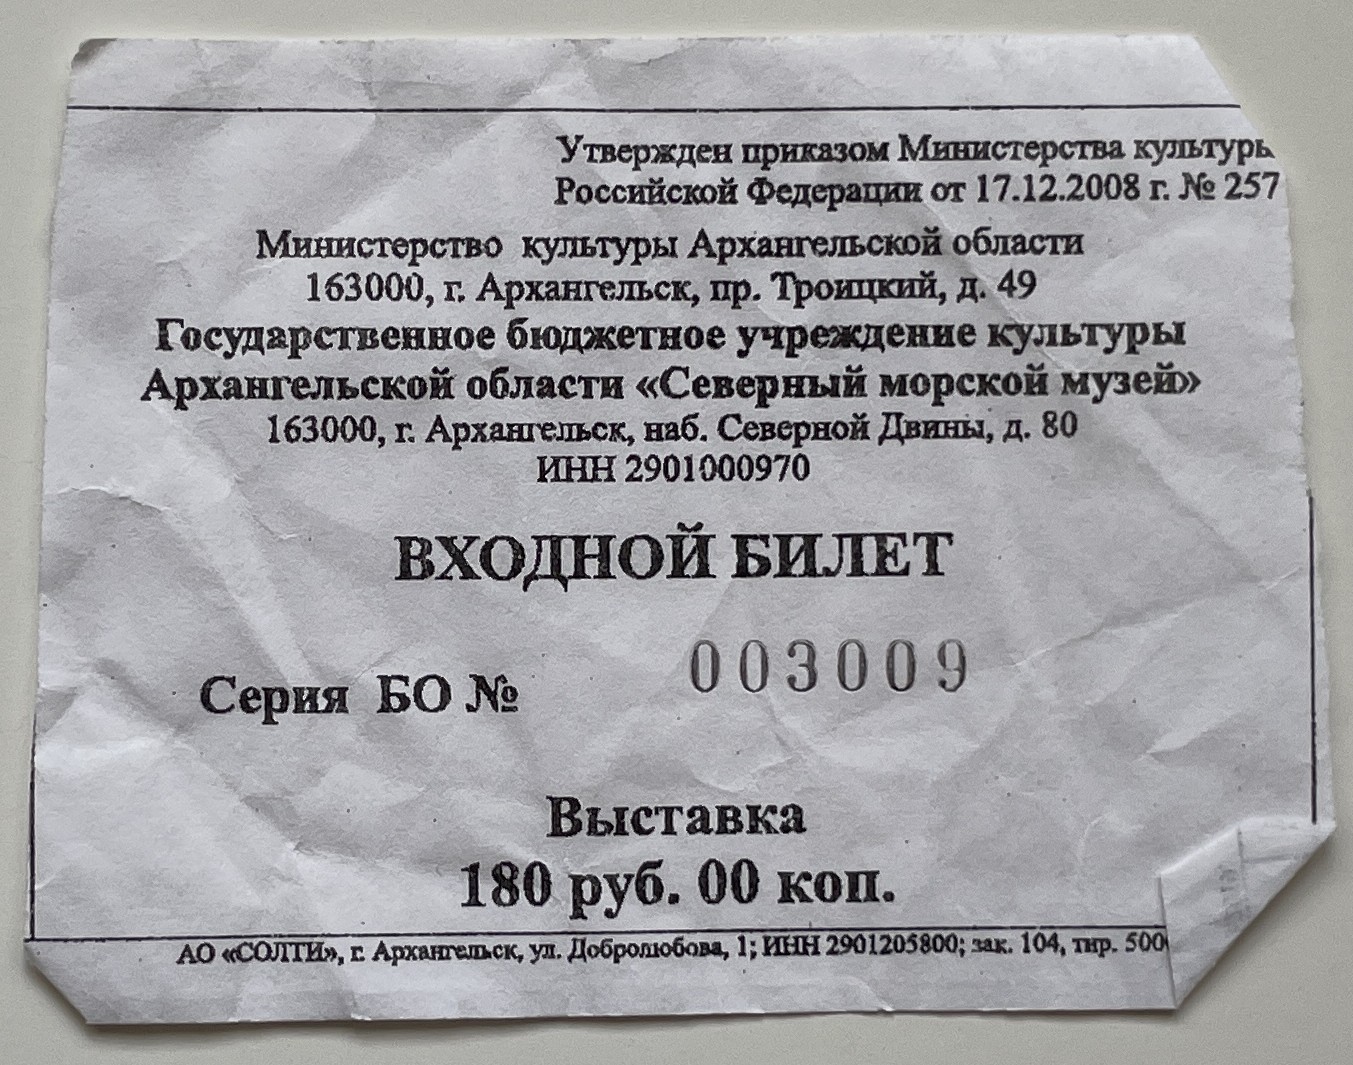 Утвержден приказом Министерства культуры
Российской Федерации от 17.12.2008 г. № 257
Министерство культуры Архангельской области
163000, г. Архангельск, пр. Троицкий, д. 49
Государственное бюджетное учреждение культуры
Архангельской области «Северный морской музей»
163000, г. Архангельск, наб. Северной Двины, д. 80
ИНН 2901000970
ВХОДНОЙ БИЛЕТ
Серия БО № 003009
Выставка
180 руб. 00 коп.
АО «СОЛТИ», г. Архангельск, ул. Добролюбова, 1; ИНН 2901205800; зак. 104, тир.